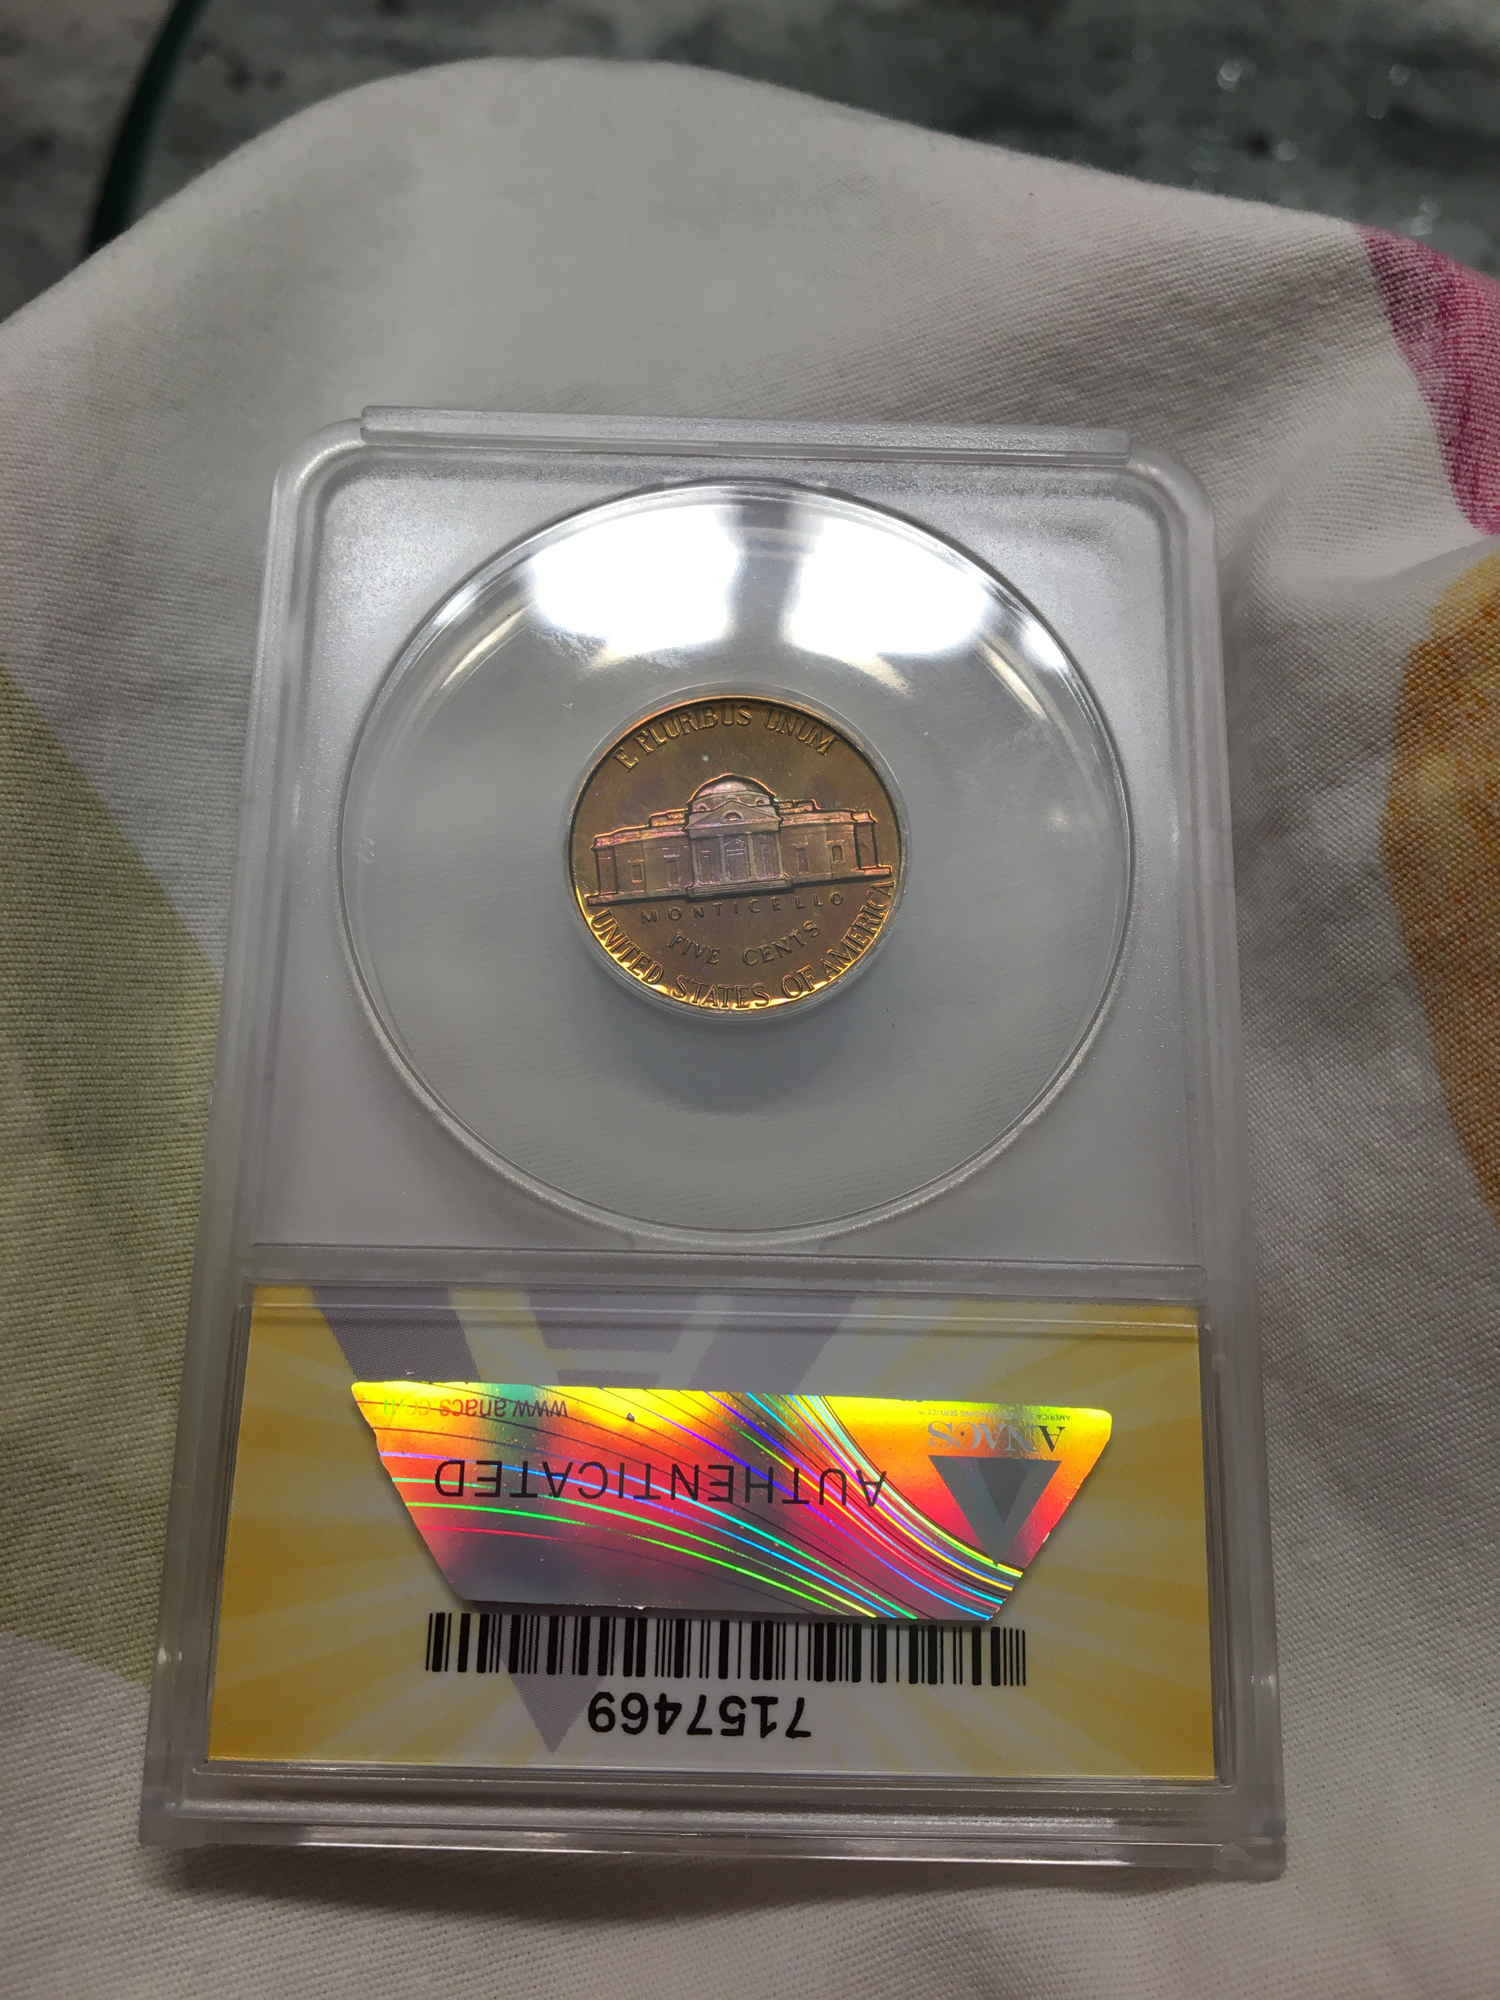 E PLURIBUS UNUM
MONTICELLO
FIVE CENTS
UNITED STATES OF AMERICA
www.anacs.com
ANACS
AUTHENTICATED
7157469